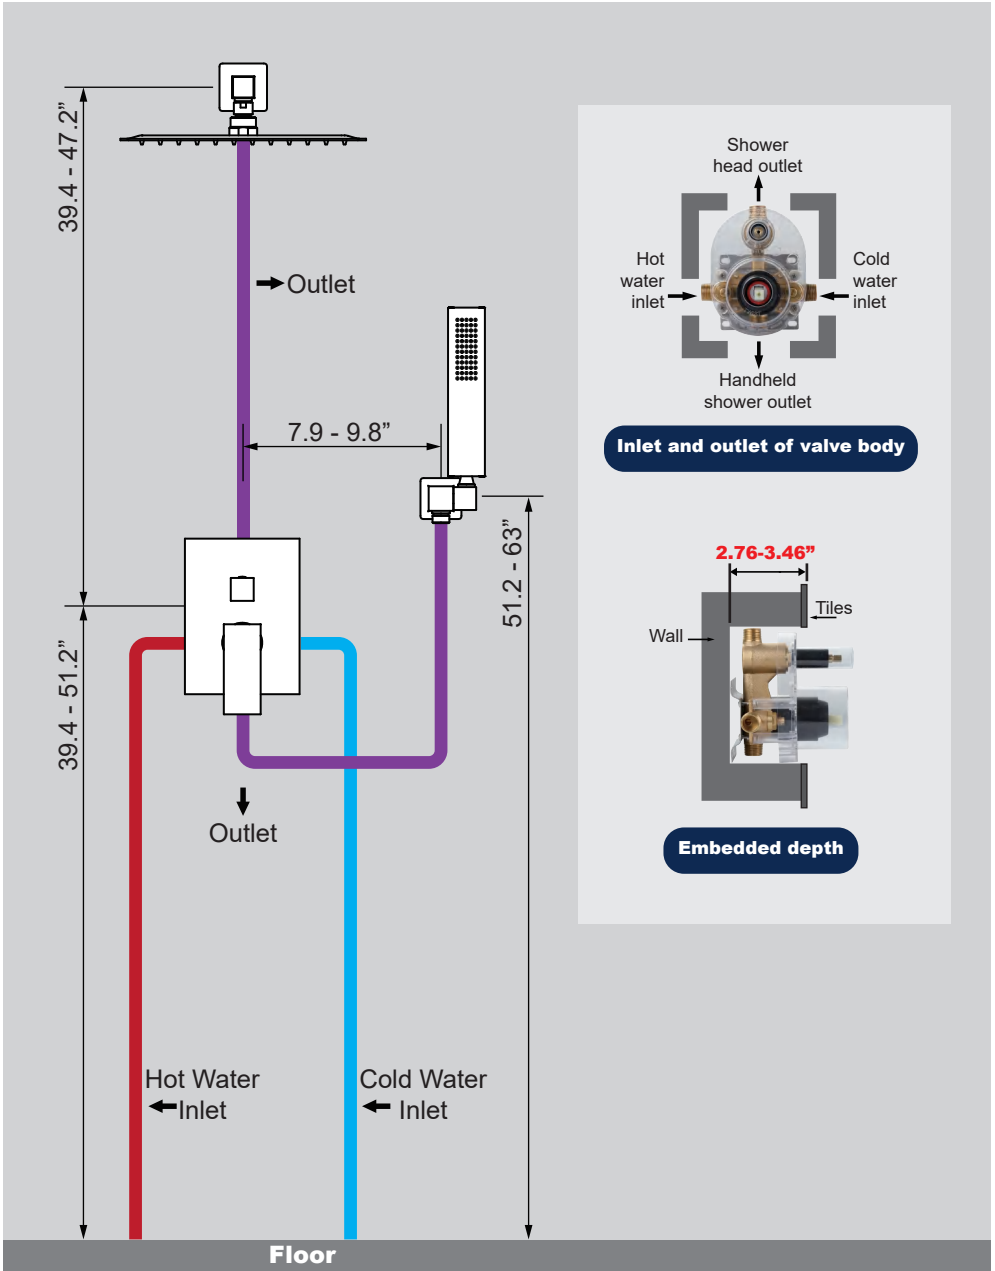 39.4 - 47.2”
Outlet
7.9 - 9.8”
51.2 - 63”
39.4 - 51.2”
Outlet
Hot Water
Inlet
Cold Water
Inlet
Floor
Shower
head outlet
Hot
water
inlet
Cold
water
inlet
Handheld
shower outlet
Inlet and outlet of valve body
2.76-3.46”
Tiles
Wall
Embedded depth